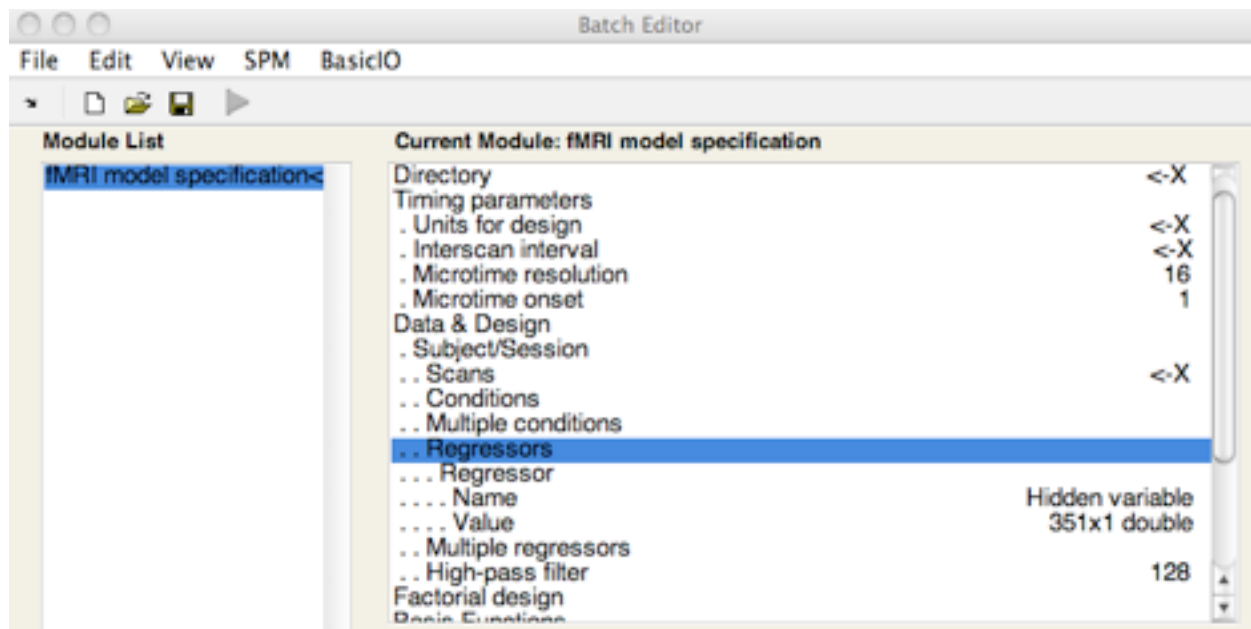 Batch Editor
File Edit View SPM BasicIO
Module List
Current Module: fMRI model specification
fMRI model specification<
Directory <-X
Timing parameters
. Units for design <-X
. Interscan interval <-X
. Microtime resolution 16
. Microtime onset 1
Data & Design
. Subject/Session
. . Scans <-X
. . Conditions
. . Multiple conditions
. . Regressors
. . . Regressor
. . . . Name Hidden variable
. . . . Value 351x1 double
. . Multiple regressors
. . High-pass filter 128
Factorial design
Basis Functions